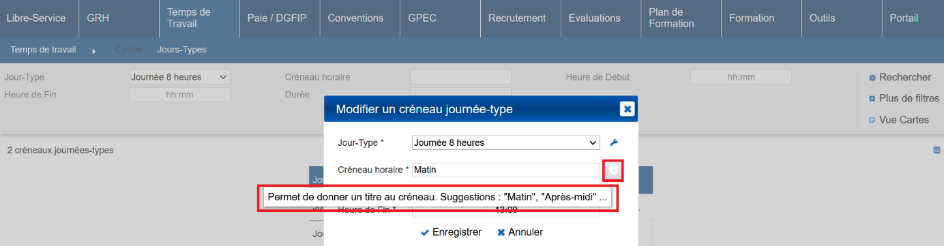 Libre-Service GRH Temps de Travail Paie / DGFIP Conventions GPEC Recrutement Evaluations Plan de Formation Formation Outils Portail
Temps de travail Cycles Jours-Types
Jour-Type Journée 8 heures Créneau horaire Heure de Début hh:mm Rechercher
Heure de Fin hh:mm Durée Plus de filtres
Modifier un créneau journée-type
Vue Cartes
Jour-Type * Journée 8 heures
2 créneaux journées-types
Créneau horaire * Matin
Permet de donner un titre au créneau. Suggestions : "Matin", "Après-midi" ...
Heure de Fin * 13:00
Enregistrer Annuler